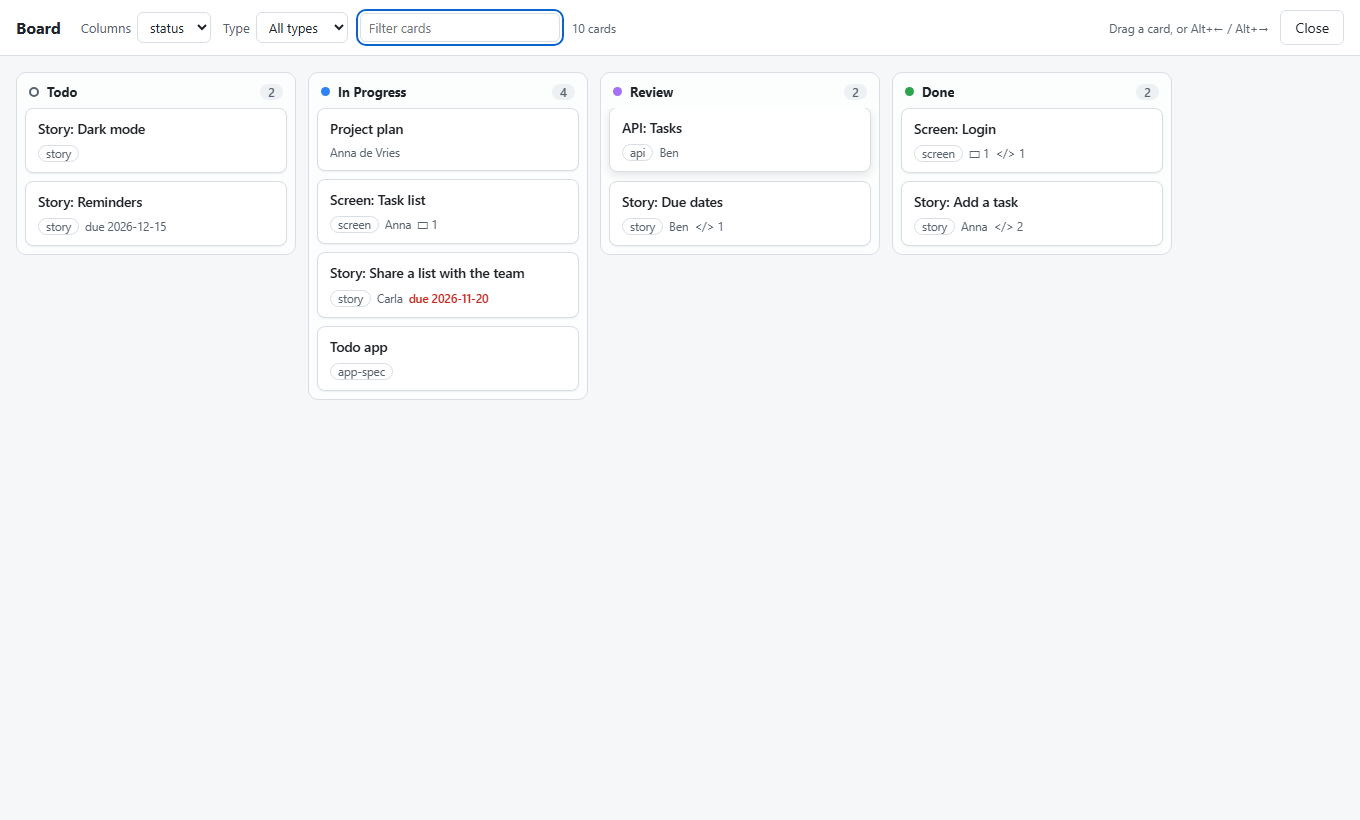 Board Columns status Type All types Filter cards 10 cards Drag a card, or Alt+← / Alt+→ Close
Todo 2
Story: Dark mode
story
Story: Reminders
story due 2026-12-15
In Progress 4
Project plan
Anna de Vries
Screen: Task list
screen Anna 1
Story: Share a list with the team
story Carla due 2026-11-20
Todo app
app-spec
Review 2
API: Tasks
api Ben
Story: Due dates
story Ben </> 1
Done 2
Screen: Login
screen 1 </> 1
Story: Add a task
story Anna </> 2